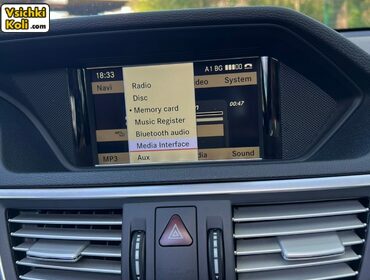 Vsichki
Koli.com
18:33
A1 BG
Navi
Video
System
Radio
Disc
• Memory card
Music Register
Bluetooth audio
Media Interface
Aux
00:47
MP3
Sound